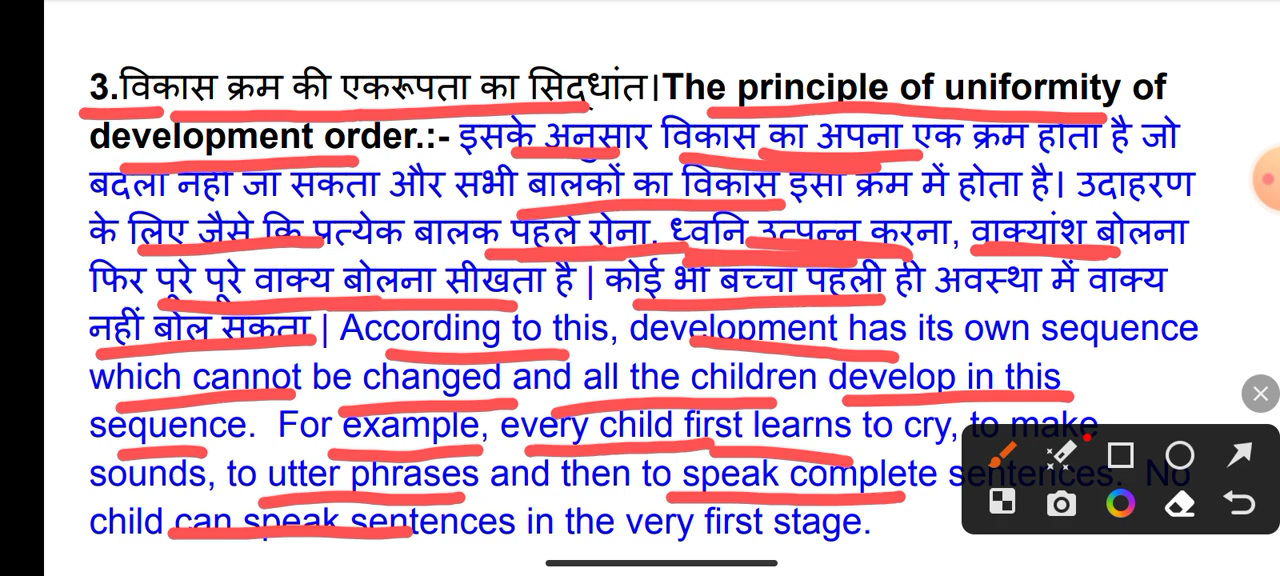 3.विकास क्रम की एकरूपता का सिद्धांत।The principle of uniformity of
development order.:- इसके अनुसार विकास का अपना एक क्रम होता है जो
बदला नहीं जा सकता और सभी बालकों का विकास इसी क्रम में होता है। उदाहरण
के लिए जैसे कि प्रत्येक बालक पहले रोना, ध्वनि उत्पन्न करना, वाक्यांश बोलना
फिर पूरे पूरे वाक्य बोलना सीखता है | कोई भी बच्चा पहली ही अवस्था में वाक्य
नहीं बोल सकता | According to this, development has its own sequence
which cannot be changed and all the children develop in this
sequence.  For example, every child first learns to cry, to make
sounds, to utter phrases and then to speak complete sentences. No
child can speak sentences in the very first stage.